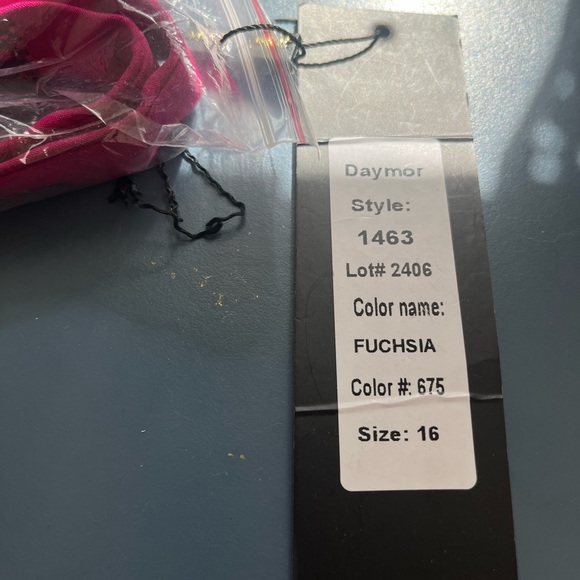 Daymor
Style:
1463
Lot# 2406
Color name:
FUCHSIA
Color #: 675
Size: 16